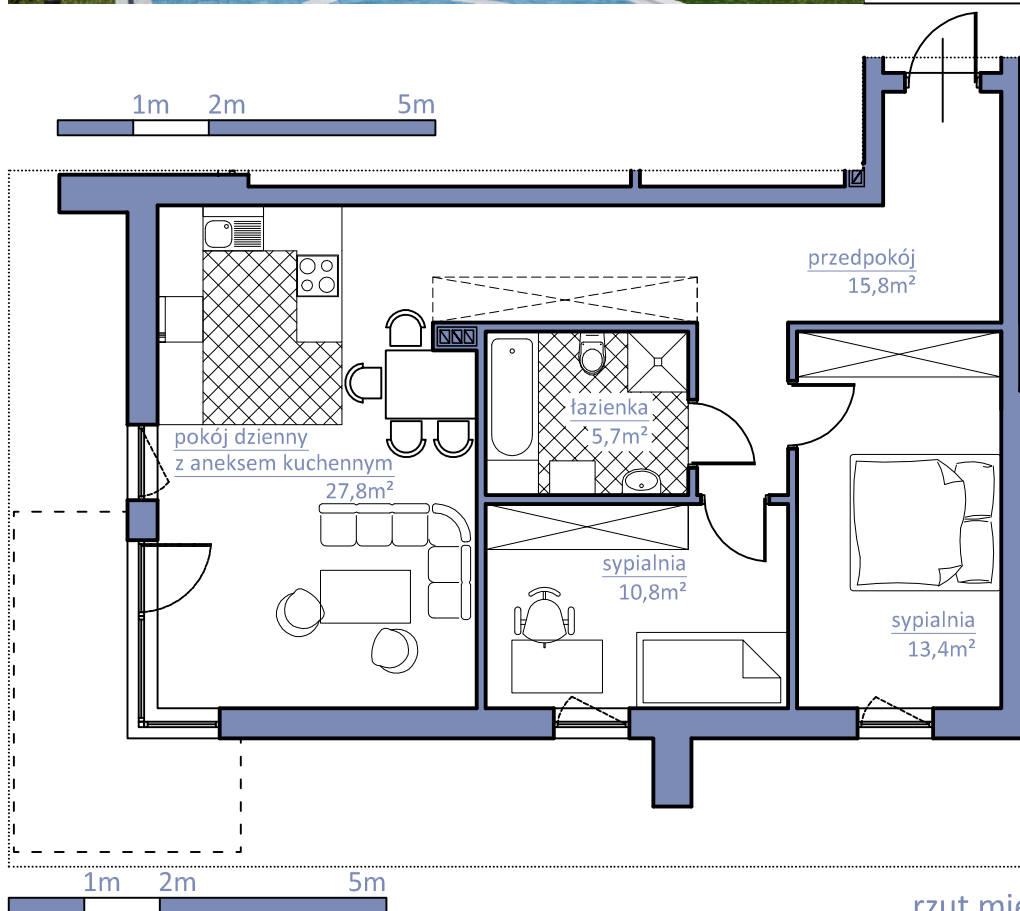 1m 2m 5m
przedpokój
15,8m²
łazienka
5,7m²
pokój dzienny
z aneksem kuchennym
27,8m²
sypialnia
10,8m²
sypialnia
13,4m²
1m 2m 5m
rzut